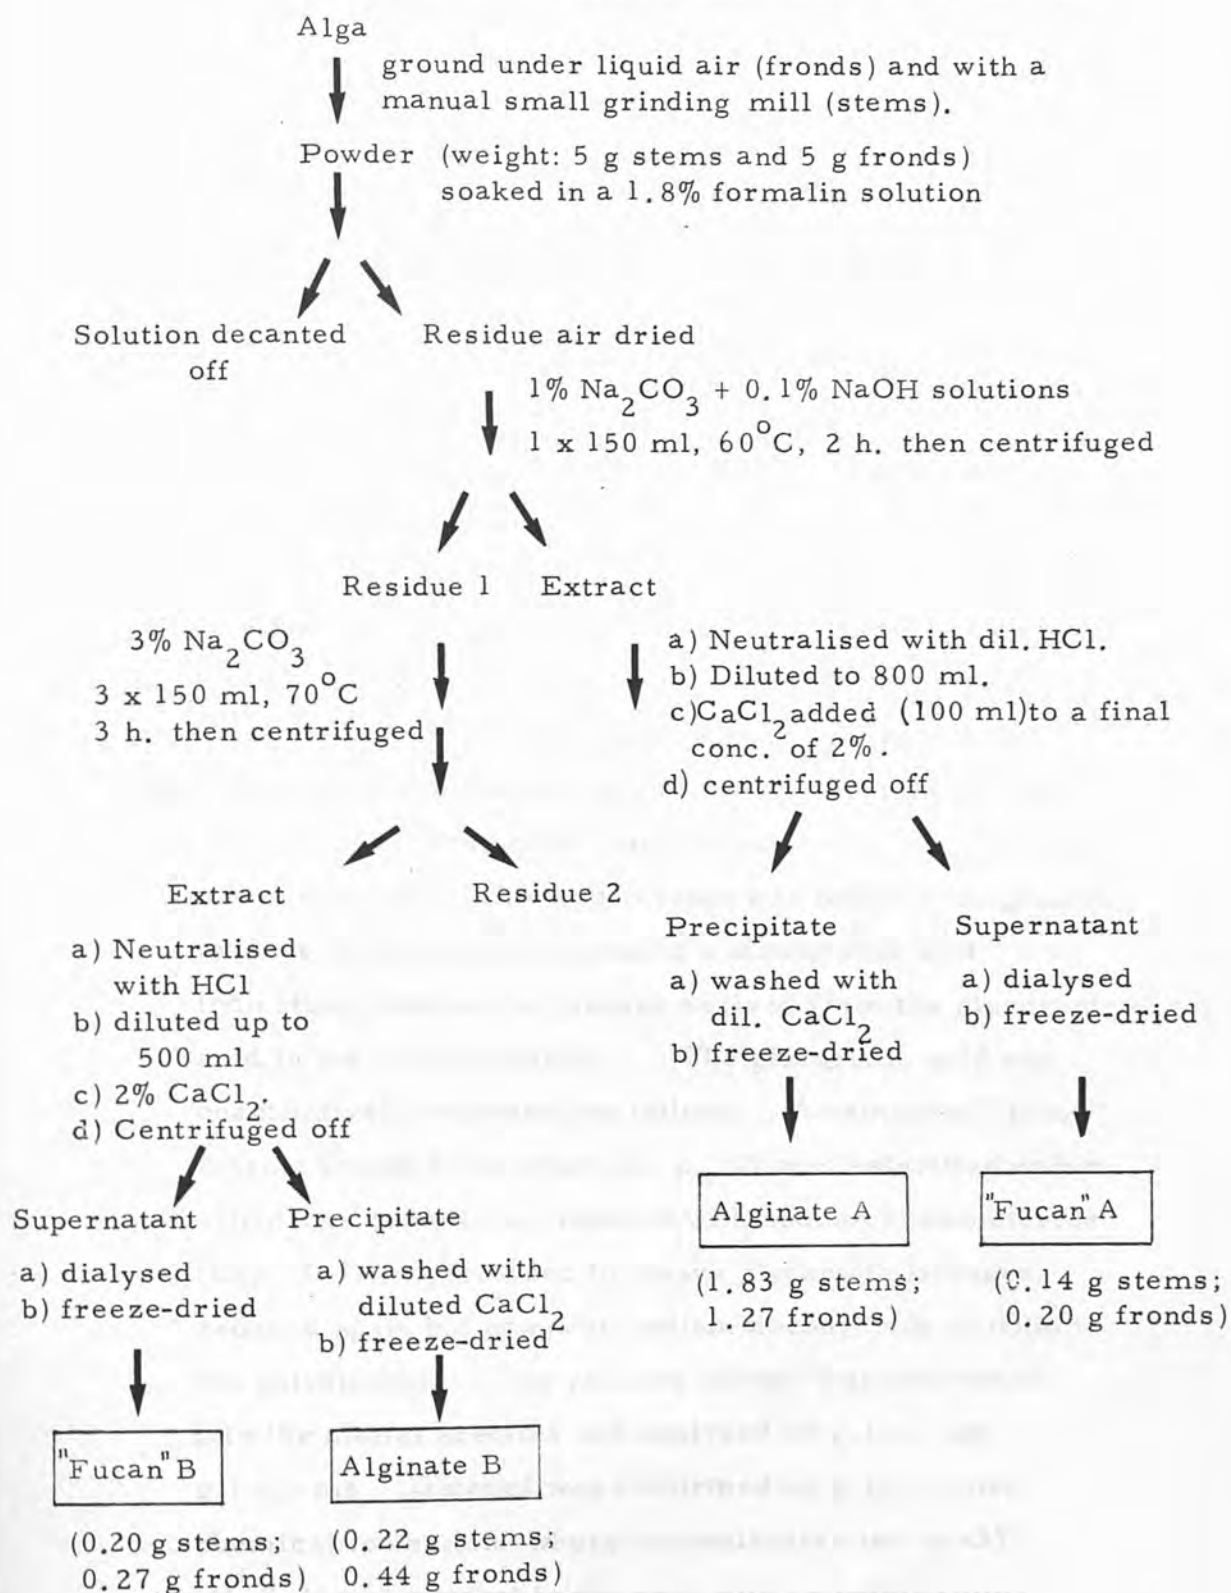 Alga
ground under liquid air (fronds) and with a
manual small grinding mill (stems).
Powder (weight: 5 g stems and 5 g fronds)
soaked in a 1.8% formalin solution
Solution decanted
off
Residue air dried
1% Na2CO3 + 0.1% NaOH solutions
1 x 150 ml, 60°C, 2 h. then centrifuged
Residue 1
Extract
3% Na2CO3
3 x 150 ml, 70°C
3 h. then centrifuged
a) Neutralised with dil. HCl.
b) Diluted to 800 ml.
c)CaCl2 added (100 ml)to a final
conc. of 2%.
d) centrifuged off
Extract
Residue 2
a) Neutralised
with HCl
b) diluted up to
500 ml
c) 2% CaCl2.
d) Centrifuged off
Precipitate
a) washed with
dil. CaCl2
b) freeze-dried
Supernatant
a) dialysed
b) freeze-dried
Alginate A
(1.83 g stems;
1.27 fronds)
"Fucan" A
(0.14 g stems;
0.20 g fronds)
Supernatant
a) dialysed
b) freeze-dried
Precipitate
a) washed with
diluted CaCl2
b) freeze-dried
"Fucan" B
(0.20 g stems;
0.27 g fronds)
Alginate B
(0.22 g stems;
0.44 g fronds)